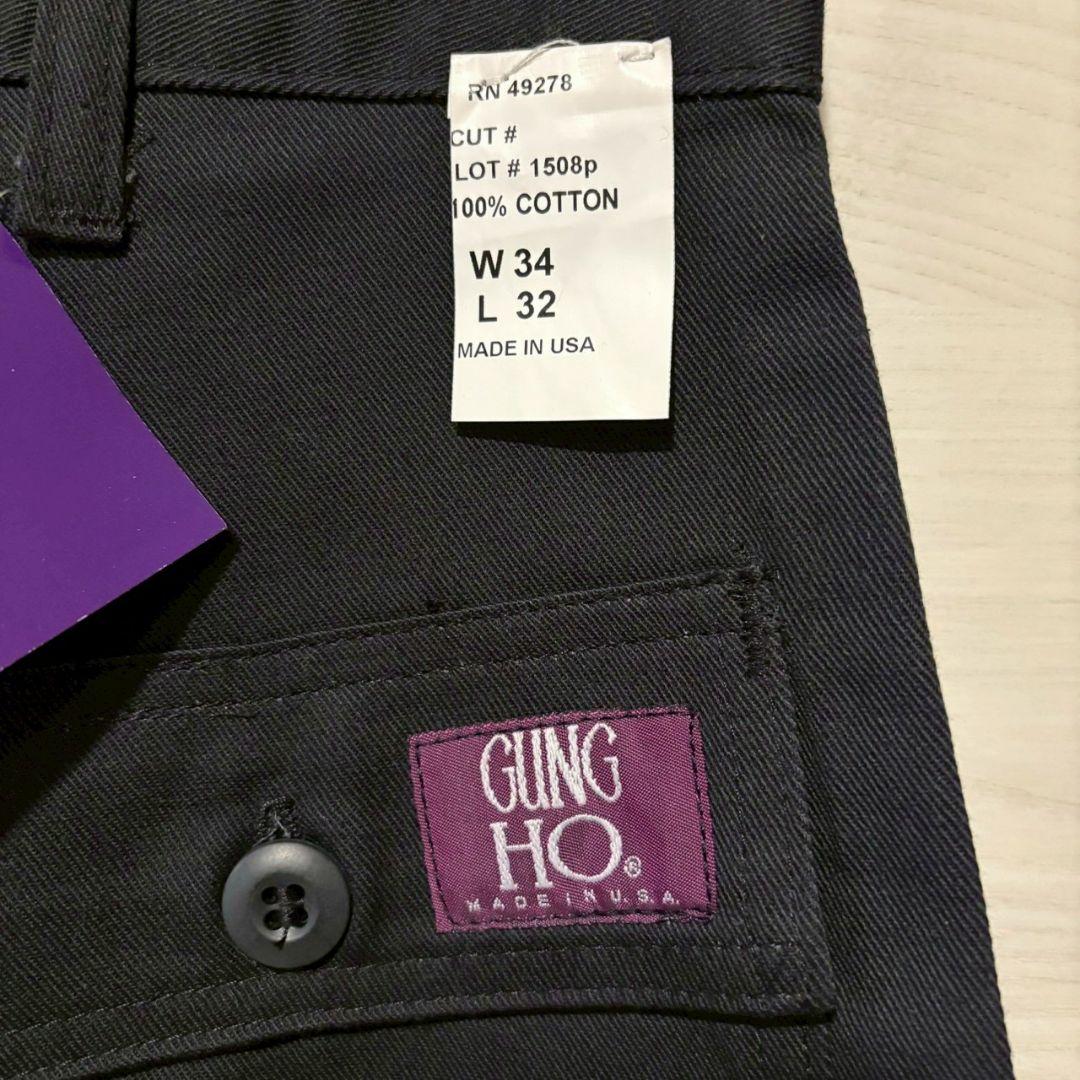 RN 49278
CUT #
LOT # 1508p
100% COTTON
W 34
L 32
MADE IN USA
GUNG
HO®
MADE IN U.S.A.